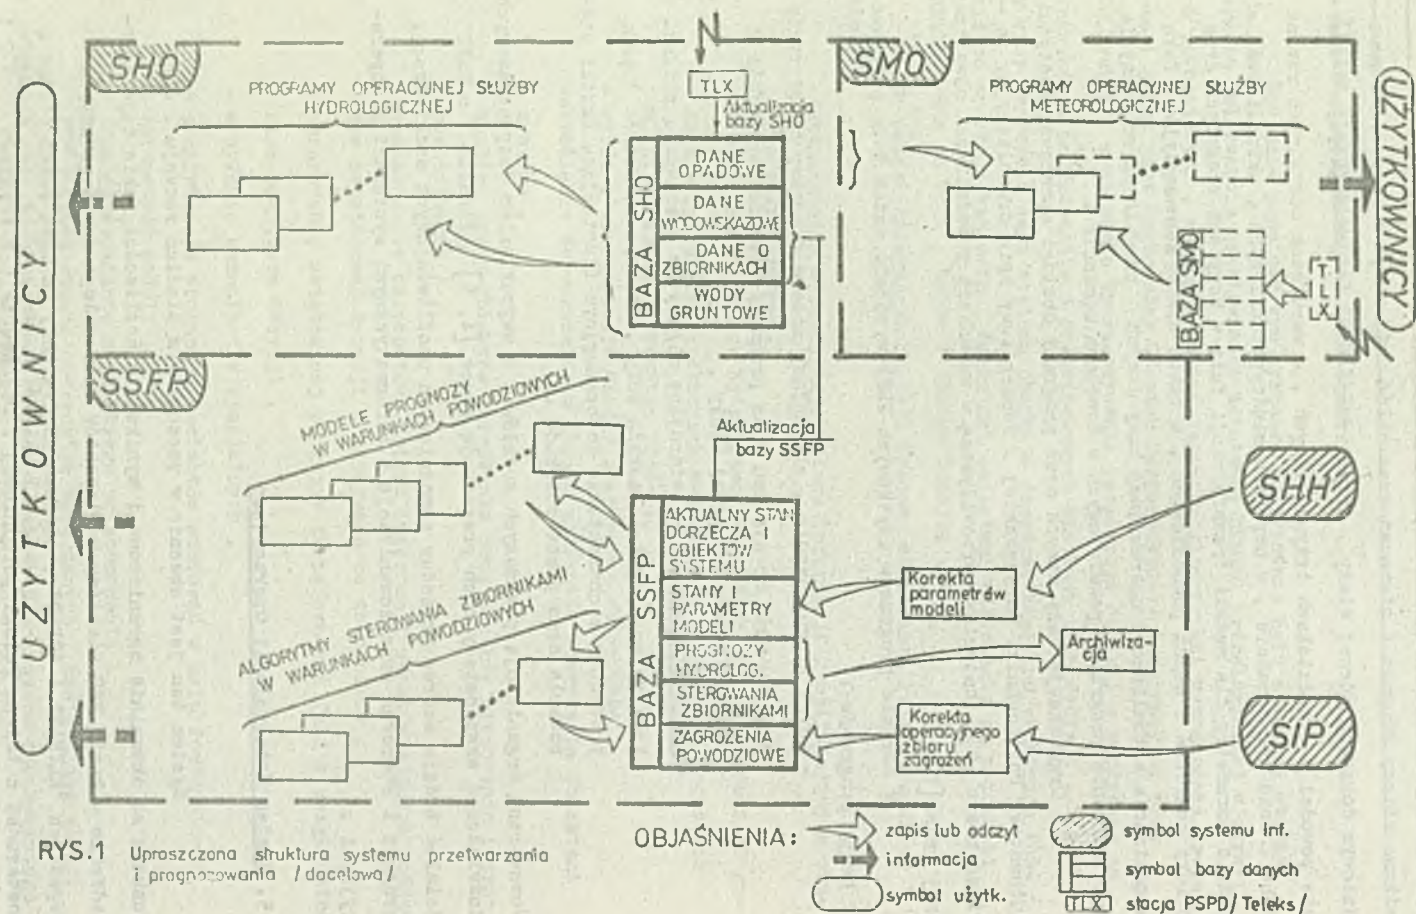 SHO
PROGRAMY OPERACYJNEJ SŁUŻBY
HYDROLOGICZNEJ
TLX
Aktualizacja
bazy SHO
BAZA SHO
DANE
OPADOWE
DANE
WODOWSKAZOWE
DANE O
ZBIORNIKACH
WODY
GRUNTOWE
SMO
PROGRAMY OPERACYJNEJ SŁUŻBY
METEOROLOGICZNEJ
BAZA SMO
TLX
UŻYTKOWNICY
UŻYTKOWNICY
SSFP
MODELE PROGNOZY
W WARUNKACH POWODZIOWYCH
Aktualizacja
bazy SSFP
ALGORYTMY STEROWANIA ZBIORNIKAMI
W WARUNKACH POWODZIOWYCH
BAZA SSFP
AKTUALNY STAN
DORZECZA I
OBIEKTÓW
SYSTEMU
STANY I
PARAMETRY
MODELI
PROGNOZY
HYDROLOG.
STEROWANIA
ZBIORNIKAMI
ZAGROŻENIA
POWODZIOWE
Korekta
parametrów
modeli
Archiwiza-
cja
Korekta
operacyjnego
zbioru
zagrożeń
SHH
SIP
RYS.1 Uproszczona struktura systemu przetwarzania
i prognozowania /docelowa/
OBJAŚNIENIA:
zapis lub odczyt
informacja
symbol użytk.
symbol systemu inf.
symbol bazy danych
TLX stacja PSPD/Teleks/